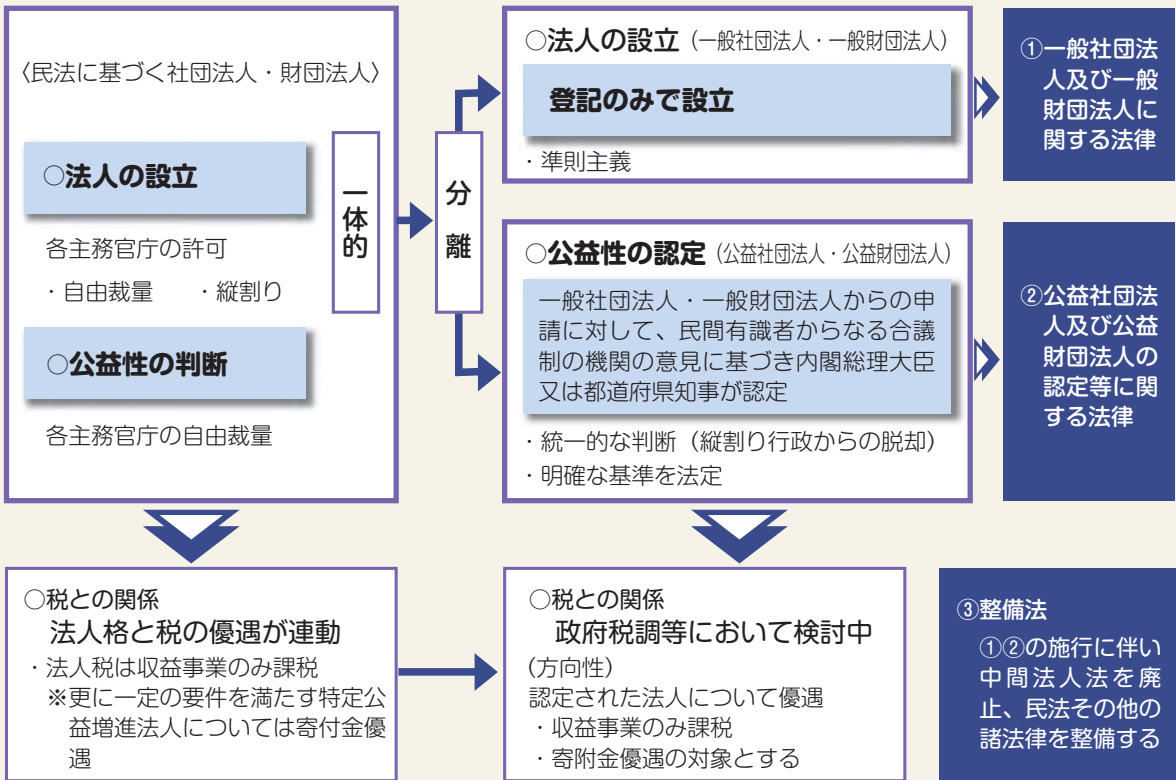 〈民法に基づく社団法人・財団法人〉
○法人の設立
各主務官庁の許可
・自由裁量　・縦割り
○公益性の判断
各主務官庁の自由裁量
一体的
分離
○法人の設立（一般社団法人・一般財団法人）
登記のみで設立
・準則主義
○公益性の認定（公益社団法人・公益財団法人）
一般社団法人・一般財団法人からの申
請に対して、民間有識者からなる合議
制の機関の意見に基づき内閣総理大臣
又は都道府県知事が認定
・統一的な判断（縦割り行政からの脱却）
・明確な基準を法定
①一般社団法
人及び一般
財団法人に
関する法律
②公益社団法
人及び公益
財団法人の
認定等に関
する法律
○税との関係
法人格と税の優遇が連動
・法人税は収益事業のみ課税
※更に一定の要件を満たす特定公
益増進法人については寄付金優
遇
○税との関係
政府税調等において検討中
(方向性)
認定された法人について優遇
・収益事業のみ課税
・寄附金優遇の対象とする
③整備法
①②の施行に伴い
中間法人法を廃
止、民法その他の
諸法律を整備する